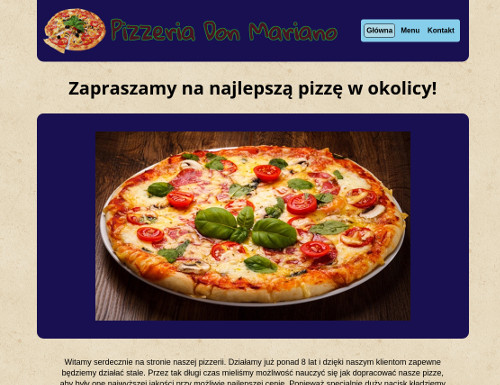 Pizzeria Don Mariano
Główna Menu Kontakt
Zapraszamy na najlepszą pizzę w okolicy!
Witamy serdecznie na stronie naszej pizzerii. Działamy już ponad 8 lat i dzięki naszym klientom zapewne
będziemy działać stale. Przez tak długi czas mieliśmy możliwość nauczyć się jak dopracować nasze pizze,
aby były one najwyższej jakości przy możliwie najlepszej cenie. Ponieważ specjalnie duży nacisk kładziemy